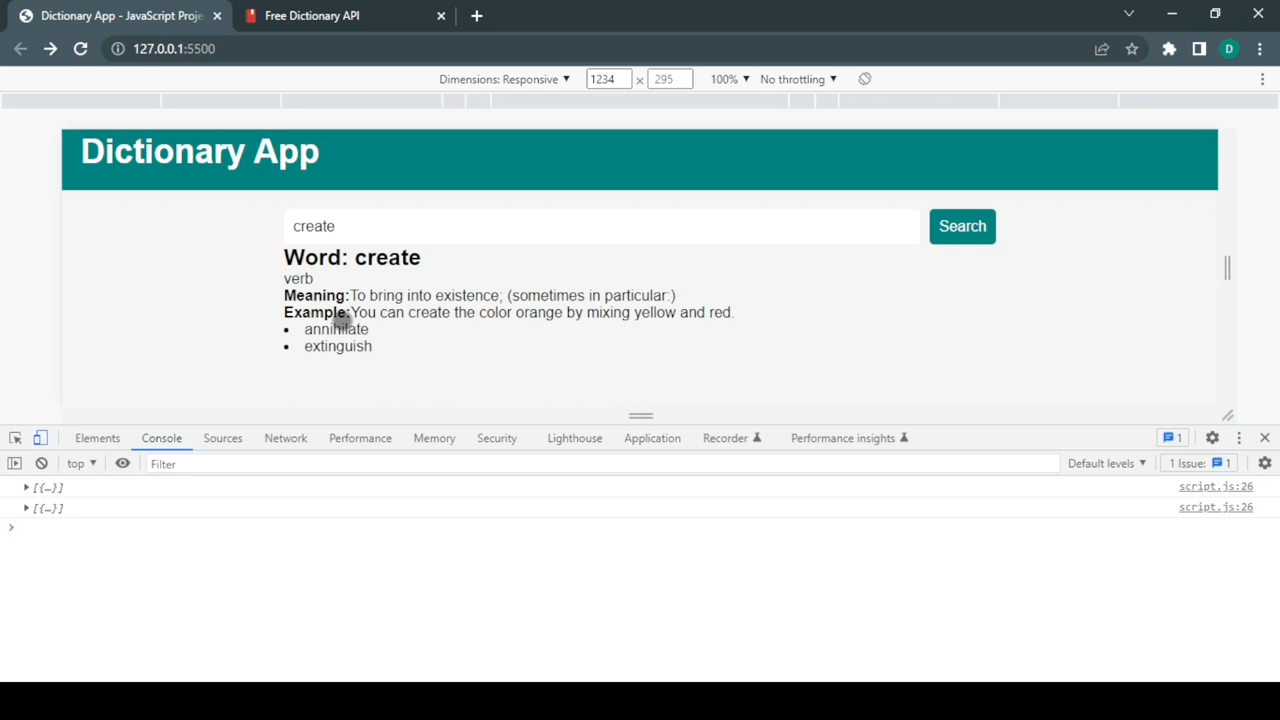 Dictionary App - JavaScript Proje
Free Dictionary API
127.0.0.1:5500
D
Dimensions: Responsive 1234 × 295 100% No throttling
Dictionary App
create
Search
Word: create
verb
Meaning:To bring into existence; (sometimes in particular:)
Example:You can create the color orange by mixing yellow and red.
annihilate
extinguish
Elements Console Sources Network Performance Memory Security Lighthouse Application Recorder Performance insights 1
top Filter Default levels 1 Issue: 1
[{…}] script.js:26
[{…}] script.js:26